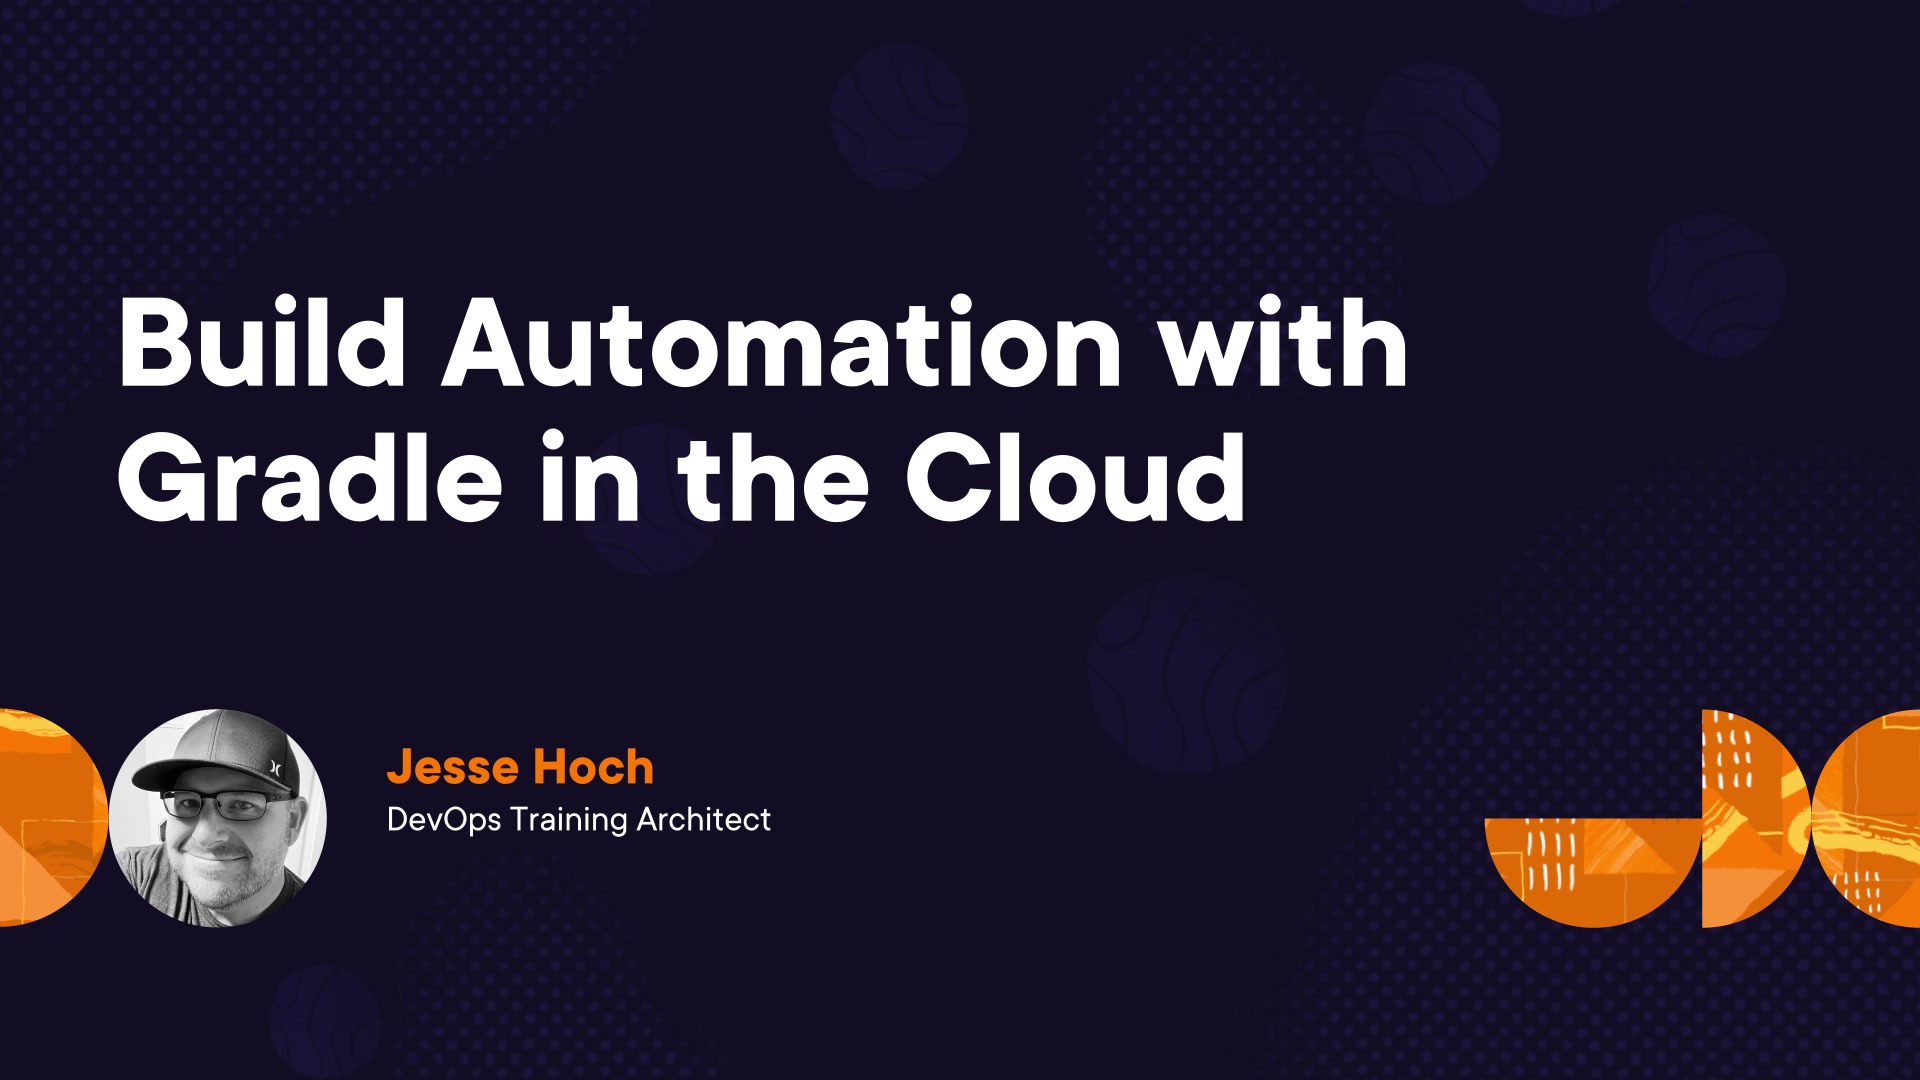 Build Automation with
Gradle in the Cloud
Jesse Hoch
DevOps Training Architect